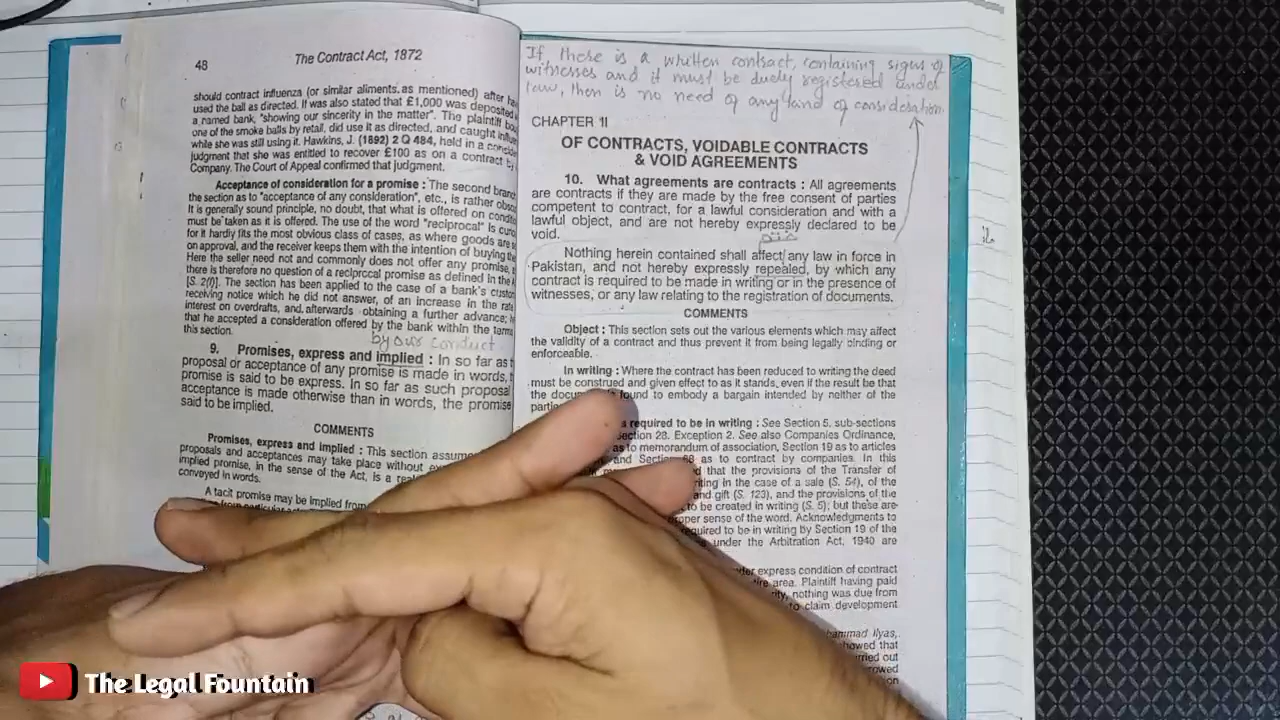 48
The Contract Act, 1872
should contract influenza (or similar aliments, as mentioned) after
used the ball as directed. It was also stated that £1,000 was deposited
a named bank, "showing our sincerity in the matter". The plaintiff
one of the smoke balls by retail, did use it as directed, and caught
while she was still using it. Hawkins, J. (1892) 2 Q 484, held in a
judgment that she was entitled to recover £100 as on a contract
Company. The Court of Appeal confirmed that judgment.
Acceptance of consideration for a promise : The second
the section as to "acceptance of any consideration", etc., is rather
It is generally sound principle, no doubt, that what is offered on
must be taken as it is offered. The use of the word "reciprocal" is
for it hardly fits the most obvious class of cases, as where goods are
on approval, and the receiver keeps them with the intention of buying
Here the seller need not and commonly does not offer any promise,
there is therefore no question of a reciprccal promise as defined in the
[S. 2(f)]. The section has been applied to the case of a bank's
receiving notice which he did not answer, of an increase in the rate
interest on overdrafts, and. afterwards obtaining a further advance;
that he accepted a consideration offered by the bank within the terms
this section.
by our conduct
9. Promises, express and implied : In so far as
proposal or acceptance of any promise is made in words,
promise is said to be express. In so far as such proposal
acceptance is made otherwise than in words, the promise
said to be implied.
COMMENTS
Promises, express and implied : This section
proposals and acceptances may take place without
implied promise, in the sense of the Act, is a
conveyed in words.
A tacit promise may be implied from
If there is a written contract, containing signs of
witnesses and it must be duely registered under
law, then is no need of any kind of consideration.
CHAPTER 11
OF CONTRACTS, VOIDABLE CONTRACTS
& VOID AGREEMENTS
10. What agreements are contracts : All agreements
are contracts if they are made by the free consent of parties
competent to contract, for a lawful consideration and with a
lawful object, and are not hereby expressly declared to be
void.
Nothing herein contained shall affect any law in force in
Pakistan, and not hereby expressly repealed, by which any
contract is required to be made in writing or in the presence of
witnesses, or any law relating to the registration of documents.
COMMENTS
Object : This section sets out the various elements which may affect
the validity of a contract and thus prevent it from being legally binding or
enforceable.
In writing : Where the contract has been reduced to writing the deed
must be construed and given effect to as it stands, even if the result be that
the found to embody a bargain intended by neither of the
required to be in writing : See Section 5, sub-sections
Section 28. Exception 2. See also Companies Ordinance,
as to memorandum of association, Section 19 as to articles
and Section 68 as to contract by companies. In this
that the provisions of the Transfer of
in the case of a sale (S. 54), of the
and gift (S. 123), and the provisions of the
to be created in writing (S. 5); but these are
sense of the word. Acknowledgments to
required to be in writing by Section 19 of the
under the Arbitration Act, 1940 are
express condition of contract
area. Plaintiff having paid
nothing was due from
to claim development
Ilyas,
showed that
out
The Legal Fountain